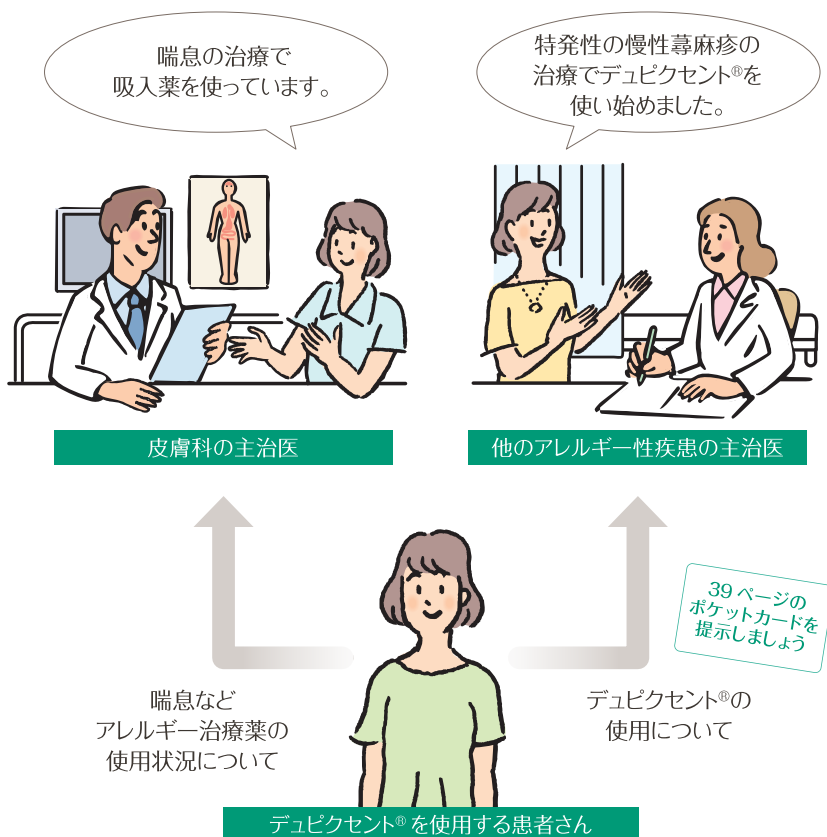 喘息の治療で
吸入薬を使っています。
特発性の慢性蕁麻疹の
治療でデュピクセント®を
使い始めました。
皮膚科の主治医
他のアレルギー性疾患の主治医
39ページの
ポケットカードを
提示しましょう
喘息など
アレルギー治療薬の
使用状況について
デュピクセント®の
使用について
デュピクセント®を使用する患者さん